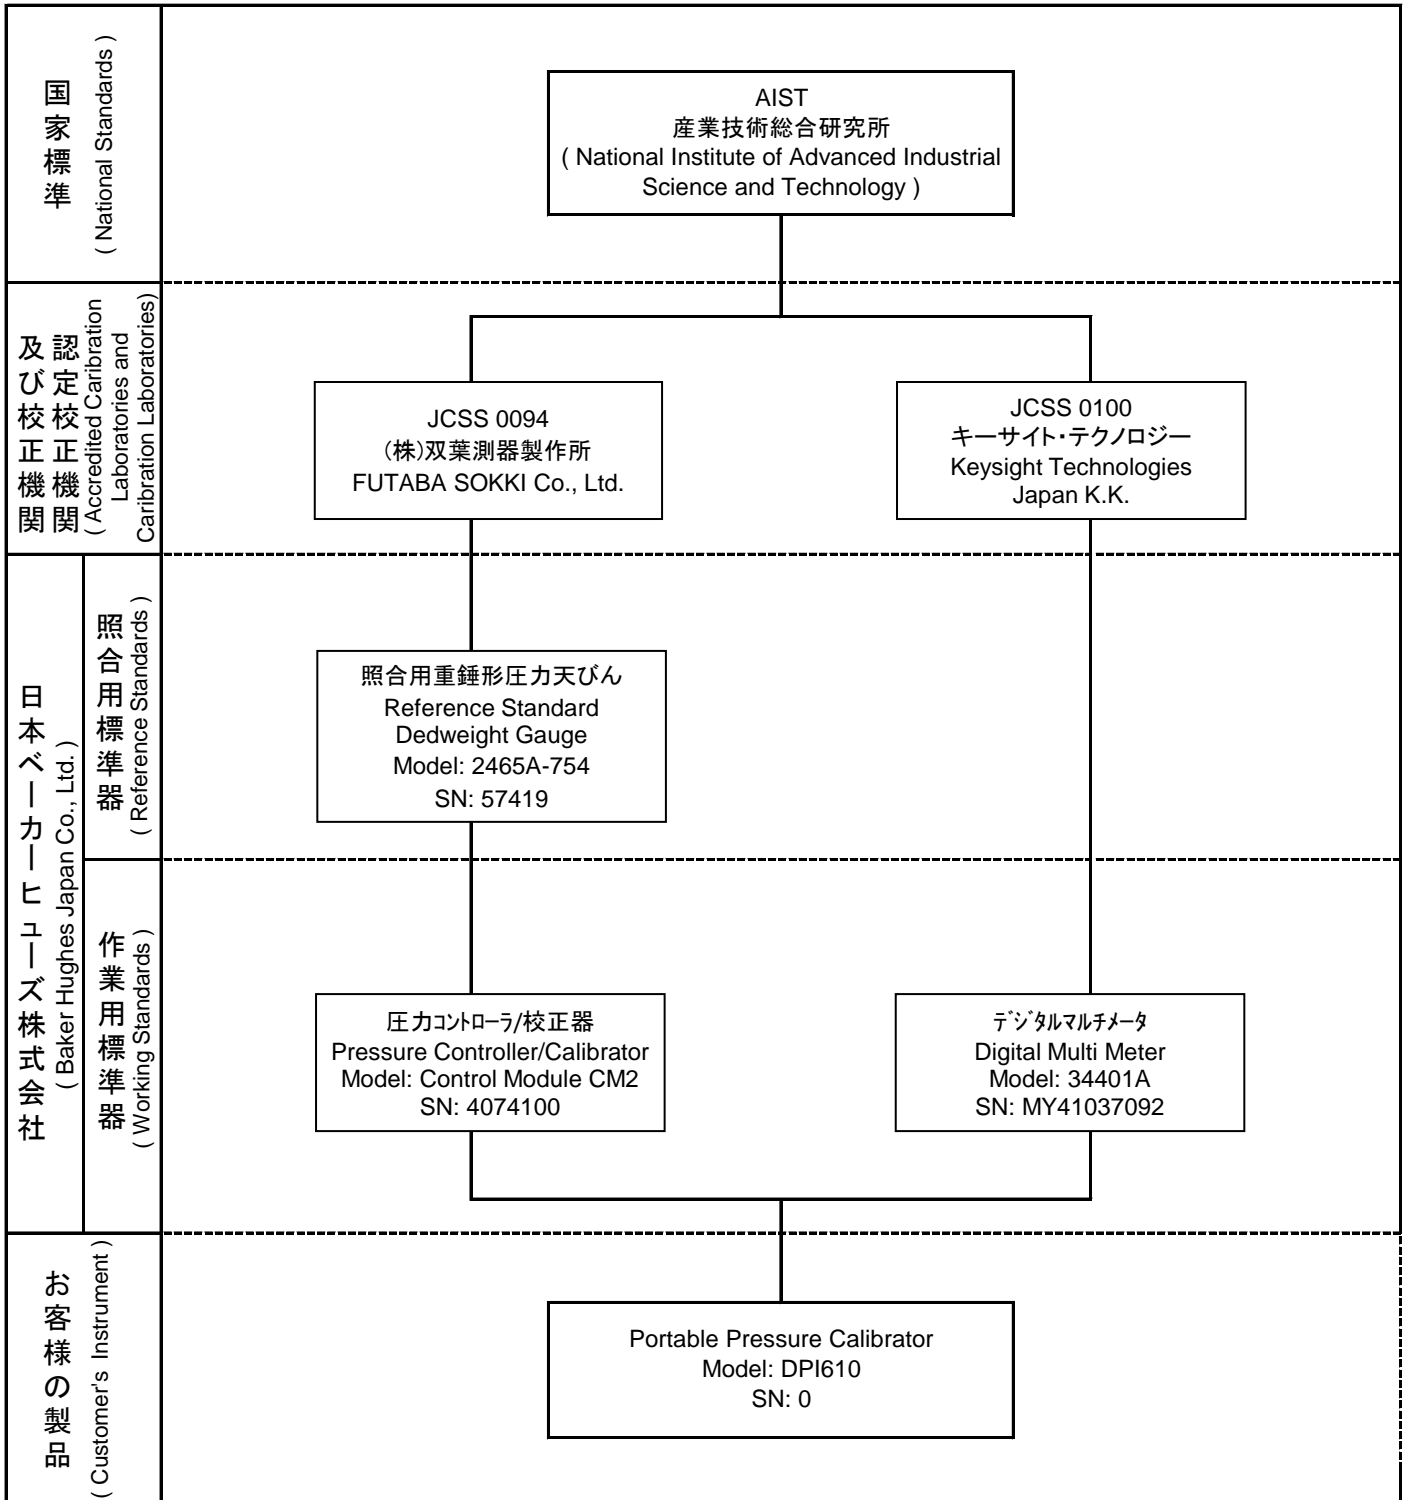 国家標準
( National Standards )
AIST
産業技術総合研究所
( National Institute of Advanced Industrial
Science and Technology )
認定校正機関
及び校正機関
( Accredited Caribration
Laboratories and
Caribration Laboratories)
JCSS 0094
(株)双葉測器製作所
FUTABA SOKKI Co., Ltd.
JCSS 0100
キーサイト・テクノロジー
Keysight Technologies
Japan K.K.
日本ベーカーヒューズ株式会社
( Baker Hughes Japan Co., Ltd. )
照合用標準器
( Reference Standards )
照合用重錘形圧力天びん
Reference Standard
Dedweight Gauge
Model: 2465A-754
SN: 57419
作業用標準器
( Working Standards )
圧力ｺﾝﾄﾛｰﾗ/校正器
Pressure Controller/Calibrator
Model: Control Module CM2
SN: 4074100
ﾃﾞｼﾞﾀﾙﾏﾙﾁﾒｰﾀ
Digital Multi Meter
Model: 34401A
SN: MY41037092
お客様の製品
( Customer's Instrument )
Portable Pressure Calibrator
Model: DPI610
SN: 0